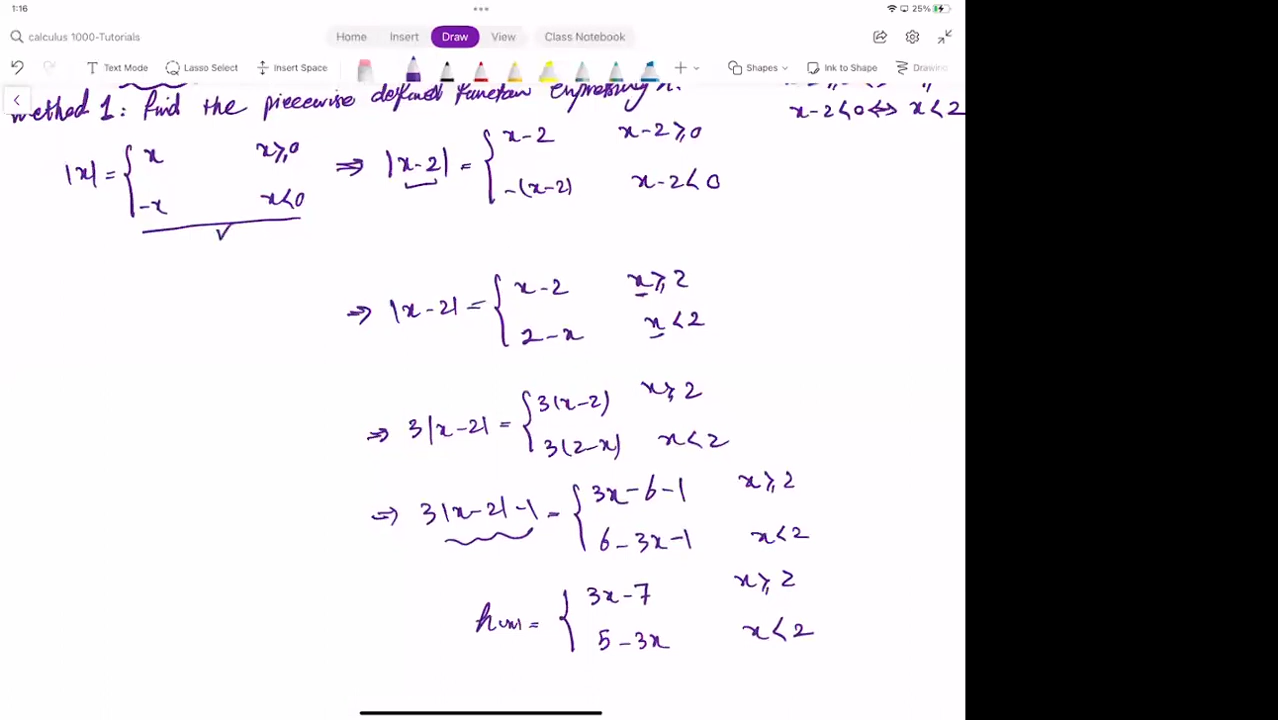 1:16
25%
calculus 1000-Tutorials
Home Insert Draw View Class Notebook
Text Mode Lasso Select Insert Space Shapes Ink to Shape Drawing
method 1: find the piecewise defined function expressing h.
x-2<0 ⇔ x<2
|x| = { x x≥0
-x x<0
⇒ |x-2| = { x-2 x-2≥0
-(x-2) x-2<0
⇒ |x-2| = { x-2 x≥2
2-x x<2
⇒ 3|x-2| = { 3(x-2) x≥2
3(2-x) x<2
⇒ 3|x-2|-1 = { 3x-6-1 x≥2
6-3x-1 x<2
h(x) = { 3x-7 x≥2
5-3x x<2